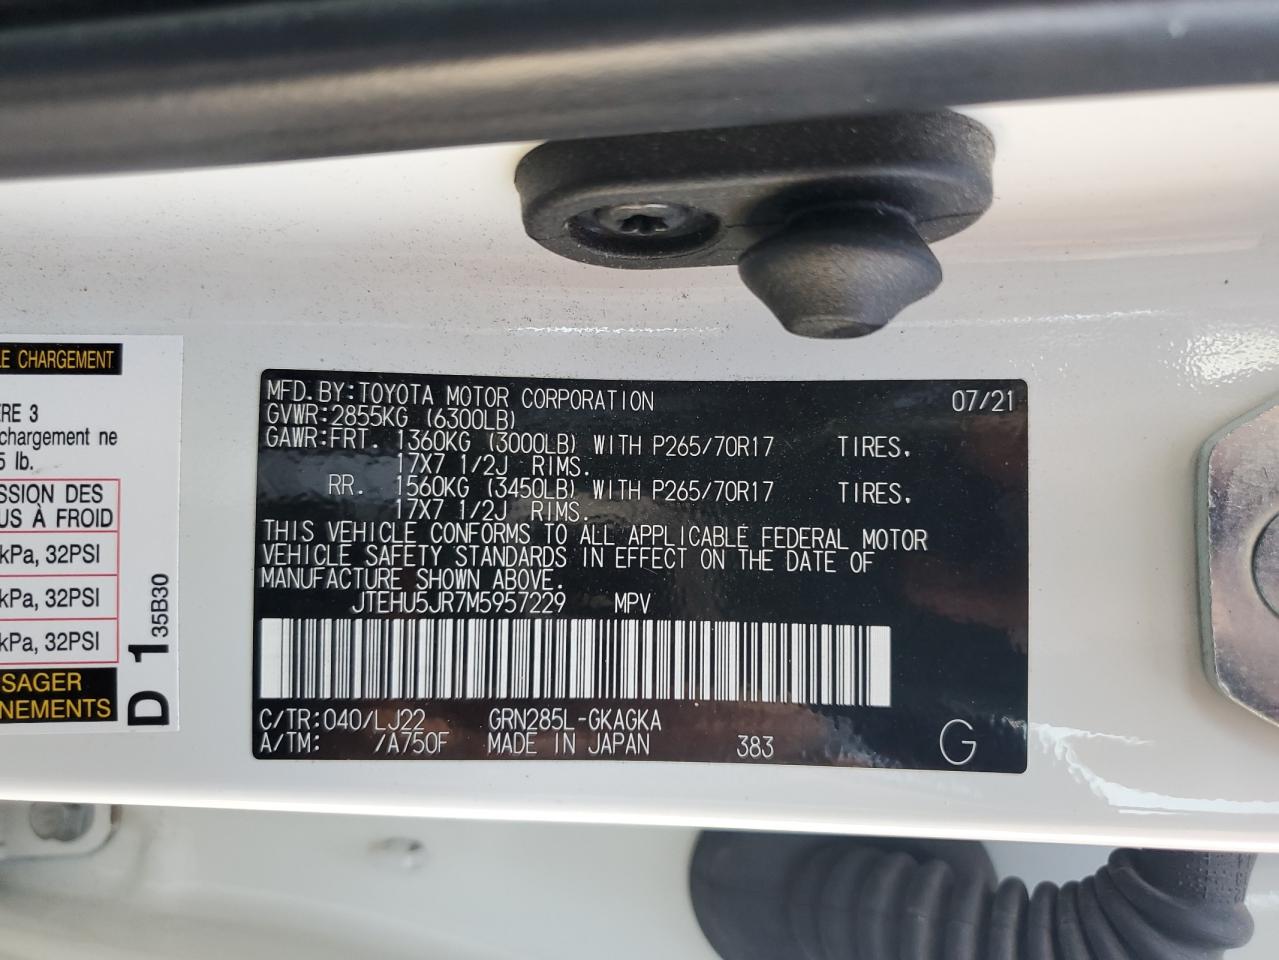 LE CHARGEMENT
ERE 3
chargement ne
5 lb.
SSION DES
US À FROID
kPa, 32PSI
kPa, 32PSI
kPa, 32PSI
SAGER
NEMENTS
D 1 35B30
MFD. BY: TOYOTA MOTOR CORPORATION 07/21
GVWR: 2855KG (6300LB)
GAWR: FRT. 1360KG (3000LB) WITH P265/70R17 TIRES,
17X7 1/2J RIMS.
RR. 1560KG (3450LB) WITH P265/70R17 TIRES,
17X7 1/2J RIMS.
THIS VEHICLE CONFORMS TO ALL APPLICABLE FEDERAL MOTOR
VEHICLE SAFETY STANDARDS IN EFFECT ON THE DATE OF
MANUFACTURE SHOWN ABOVE.
JTEHU5JR7M5957229 MPV
C/TR: 040/LJ22 GRN285L-GKAGKA
A/TM: /A750F MADE IN JAPAN 383 G